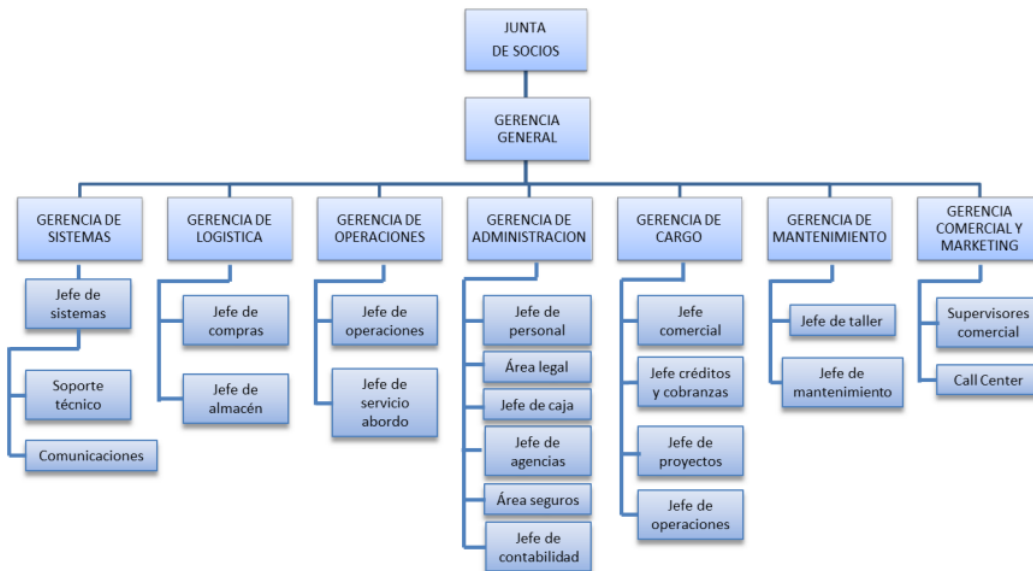 JUNTA
DE SOCIOS
GERENCIA
GENERAL
GERENCIA DE
SISTEMAS
GERENCIA DE
LOGISTICA
GERENCIA DE
OPERACIONES
GERENCIA DE
ADMINISTRACION
GERENCIA DE
CARGO
GERENCIA DE
MANTENIMIENTO
GERENCIA
COMERCIAL Y
MARKETING
Jefe de
sistemas
Soporte
técnico
Comunicaciones
Jefe de
compras
Jefe de
almacén
Jefe de
operaciones
Jefe de
servicio
abordo
Jefe de
personal
Área legal
Jefe de caja
Jefe de
agencias
Área seguros
Jefe de
contabilidad
Jefe
comercial
Jefe créditos
y cobranzas
Jefe de
proyectos
Jefe de
operaciones
Jefe de taller
Jefe de
mantenimiento
Supervisores
comercial
Call Center